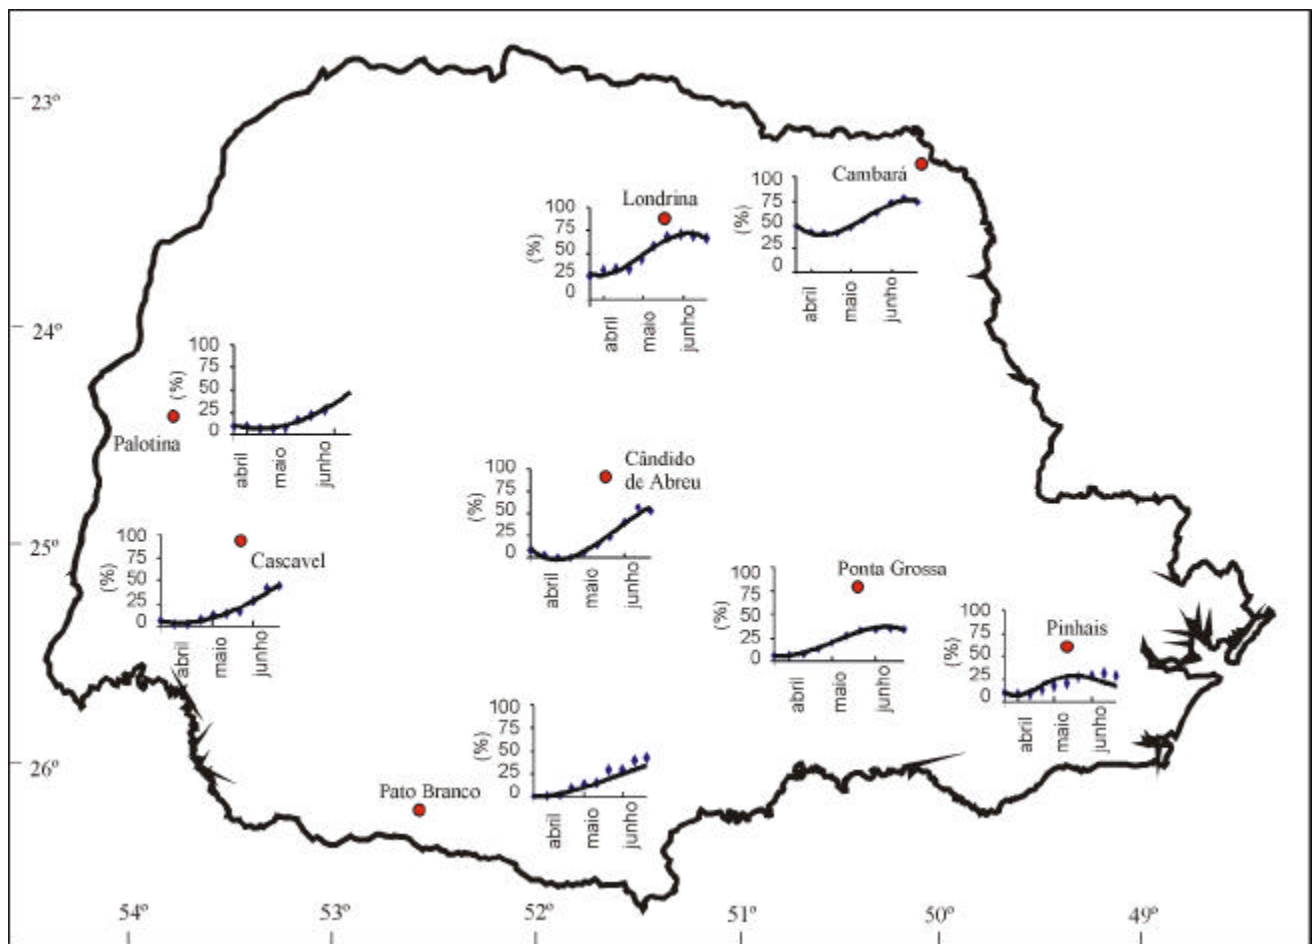 23º
24º
25º
26º
54º
53º
52º
51º
50º
49º
Cambará
100
75
50
25
0
(%)
abril
maio
junho
Londrina
100
75
50
25
0
(%)
abril
maio
junho
Palotina
100
75
50
25
0
(%)
abril
maio
junho
Cândido
de Abreu
100
75
50
25
0
(%)
abril
maio
junho
Cascavel
100
75
50
25
0
(%)
abril
maio
junho
Ponta Grossa
100
75
50
25
0
(%)
abril
maio
junho
Pinhais
100
75
50
25
0
(%)
abril
maio
junho
Pato Branco
100
75
50
25
0
(%)
abril
maio
junho